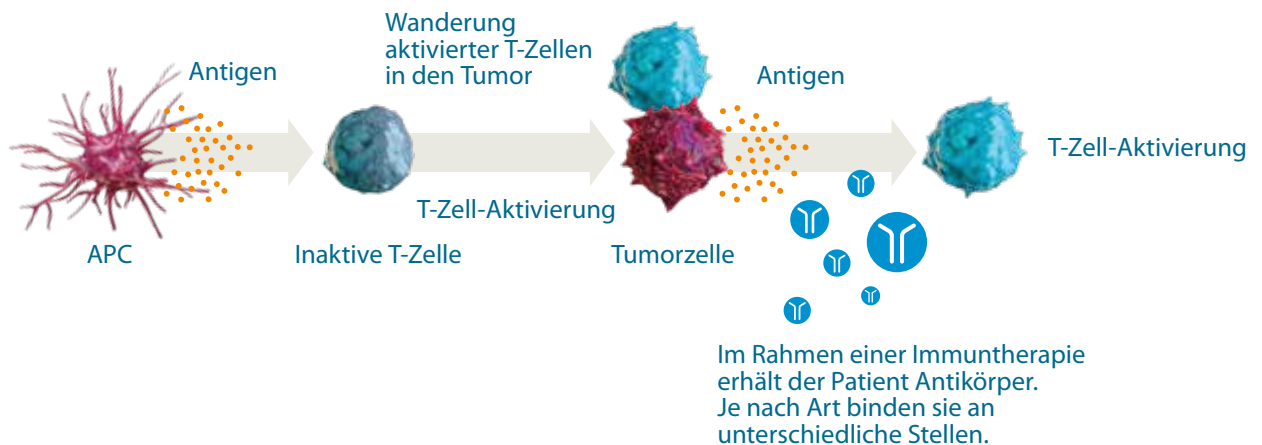 Wanderung
aktivierter T-Zellen
in den Tumor
Antigen
Antigen
T-Zell-Aktivierung
T-Zell-Aktivierung
APC
Inaktive T-Zelle
Tumorzelle
Im Rahmen einer Immuntherapie
erhält der Patient Antikörper.
Je nach Art binden sie an
unterschiedliche Stellen.